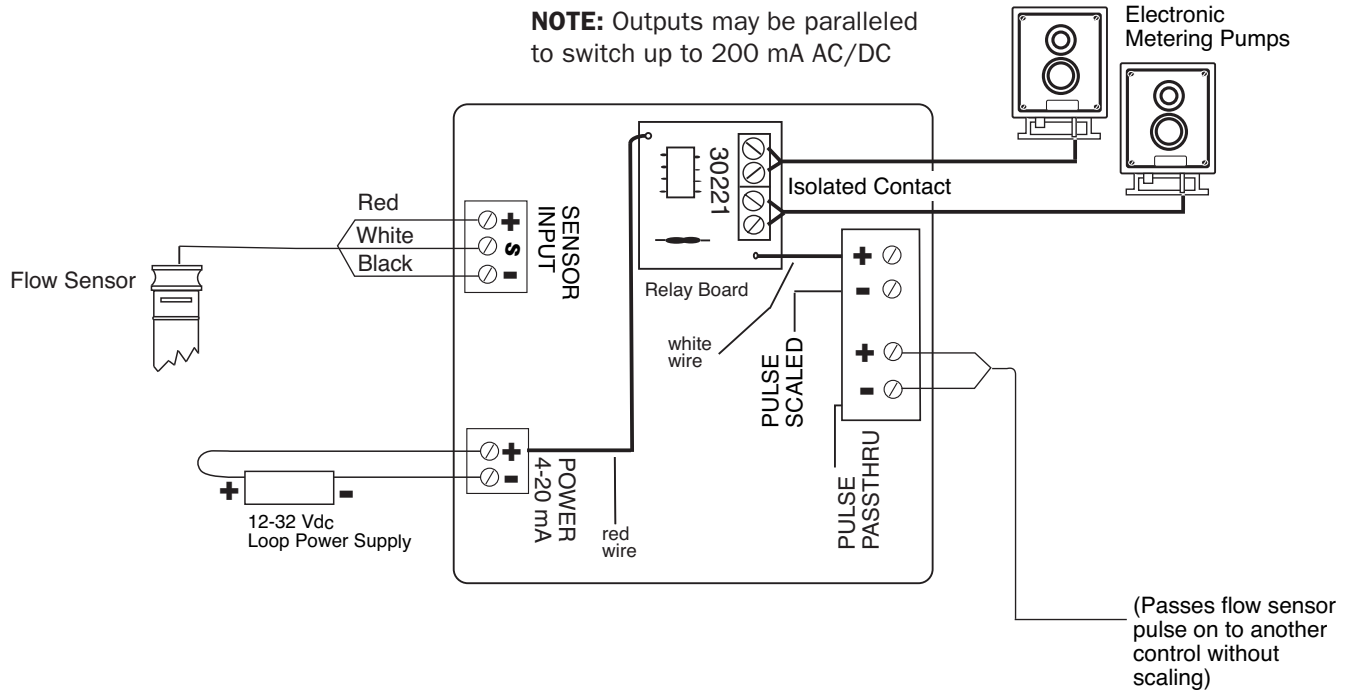 NOTE: Outputs may be paralleled
to switch up to 200 mA AC/DC
Electronic
Metering Pumps
30221
Isolated Contact
Red
White
Black
+
S
-
SENSOR
INPUT
Flow Sensor
Relay Board
white
wire
+
-
+
-
PULSE
SCALED
PULSE
PASSTHRU
+
-
POWER
4-20 mA
red
wire
+
-
12-32 Vdc
Loop Power Supply
(Passes flow sensor
pulse on to another
control without
scaling)